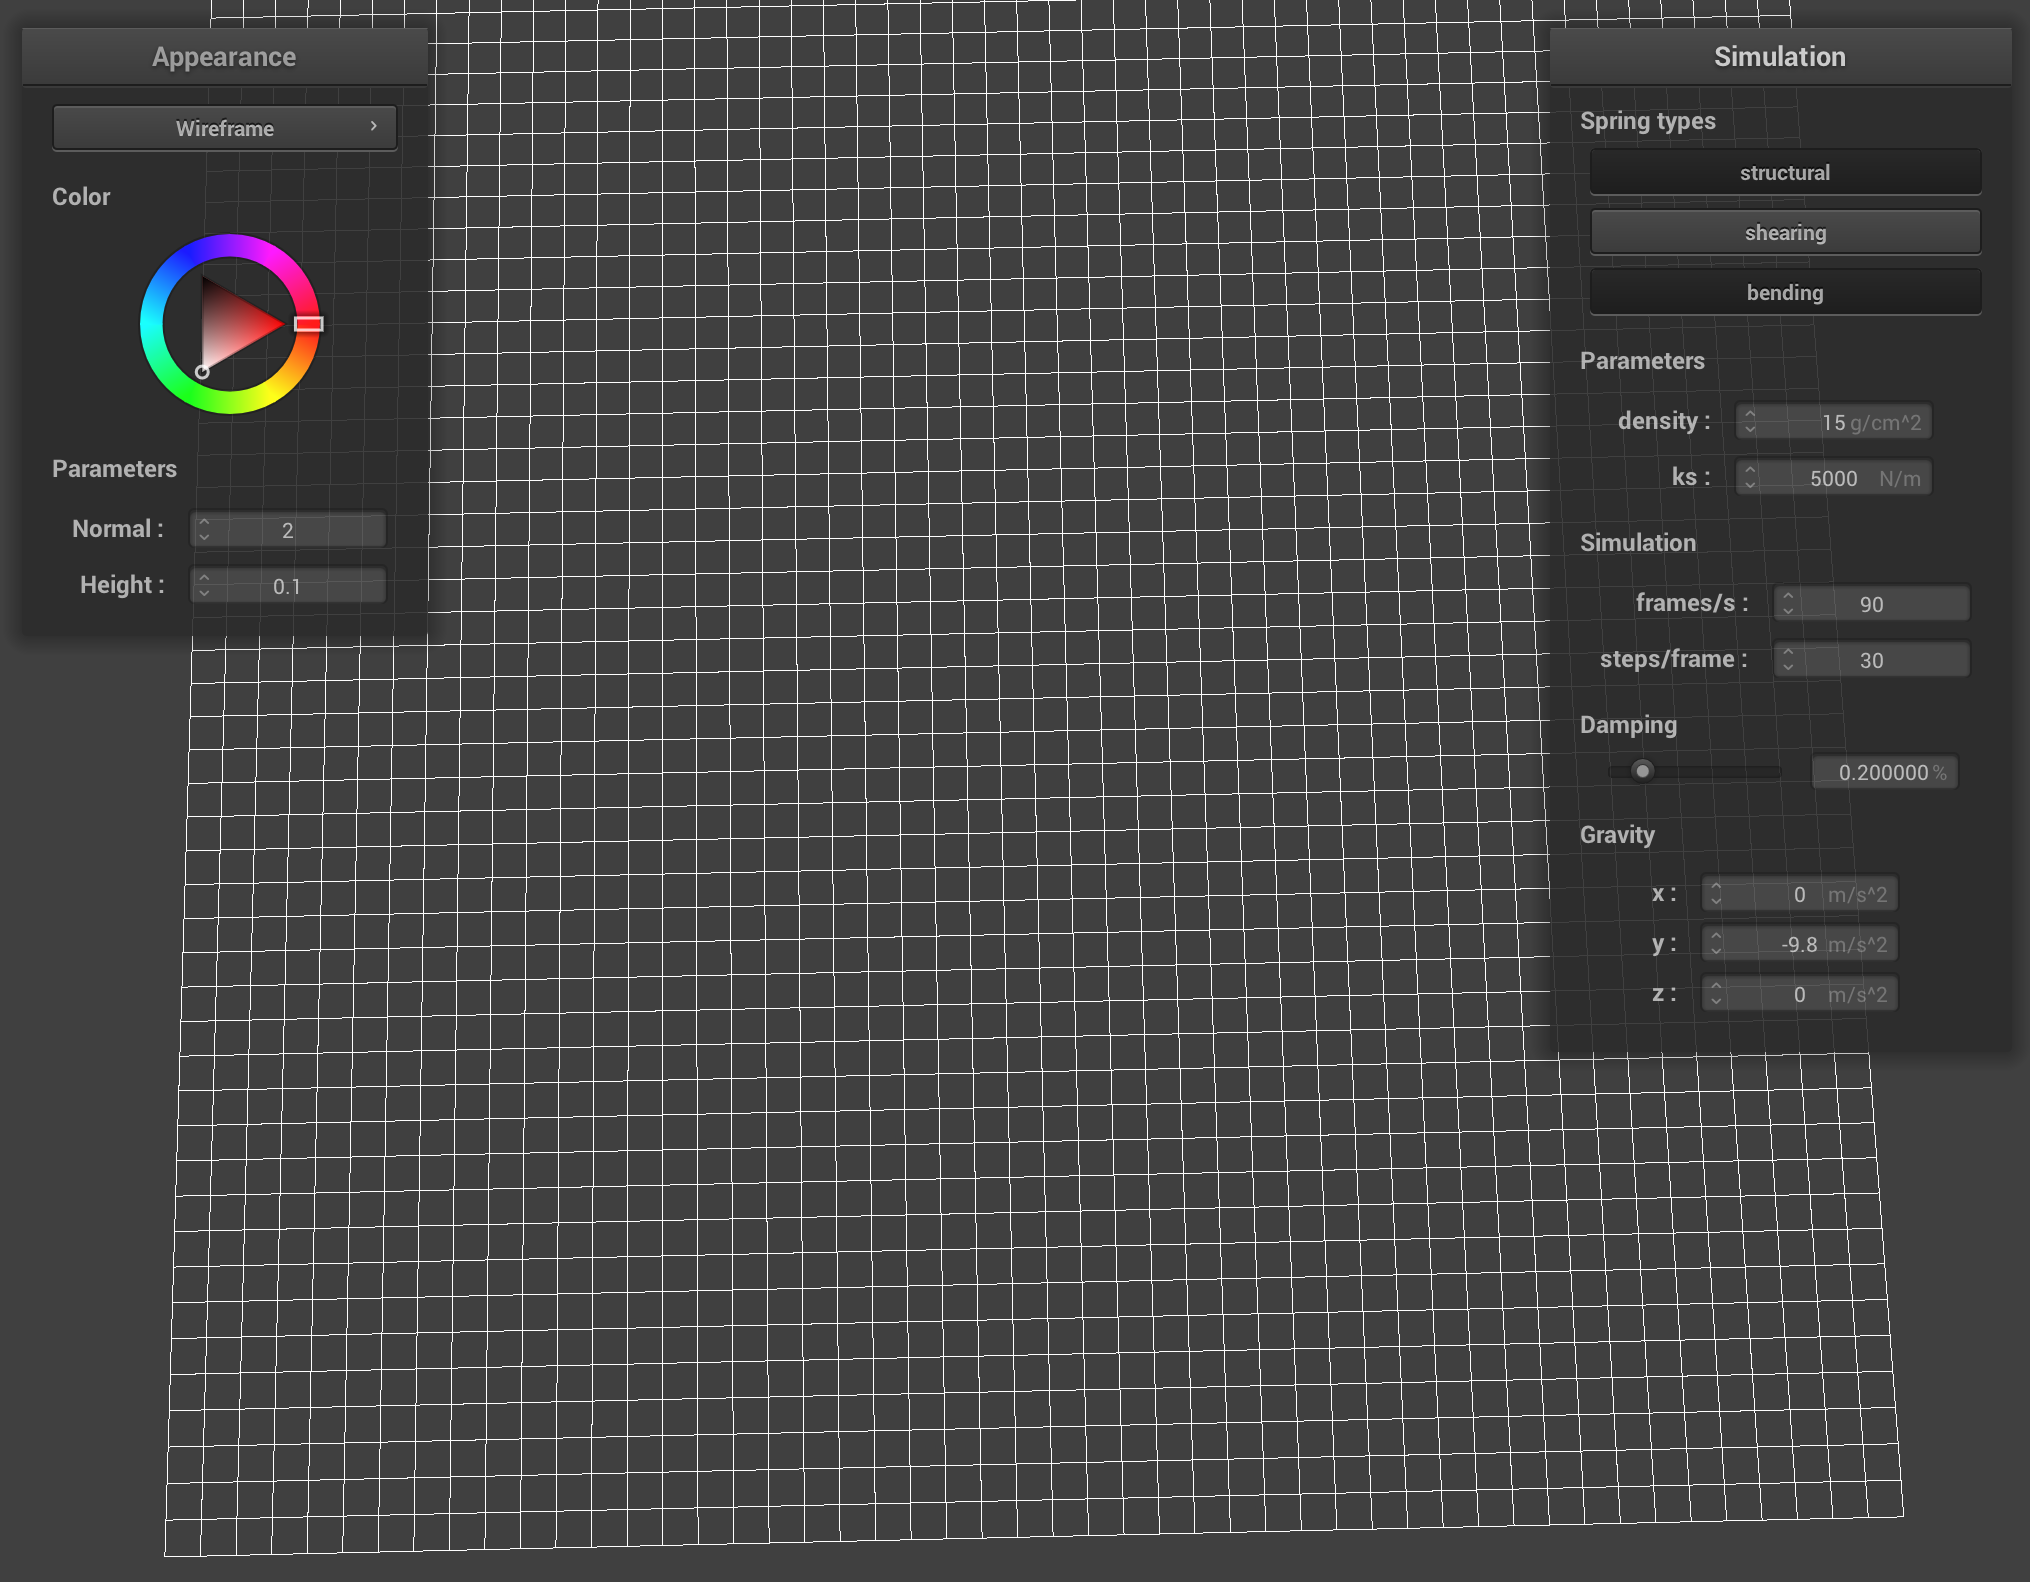 Appearance
Wireframe
Color
Parameters
Normal : 2
Height : 0.1
Simulation
Spring types
structural
shearing
bending
Parameters
density : 15 g/cm^2
ks : 5000 N/m
Simulation
frames/s : 90
steps/frame : 30
Damping
0.200000 %
Gravity
x : 0 m/s^2
y : -9.8 m/s^2
z : 0 m/s^2